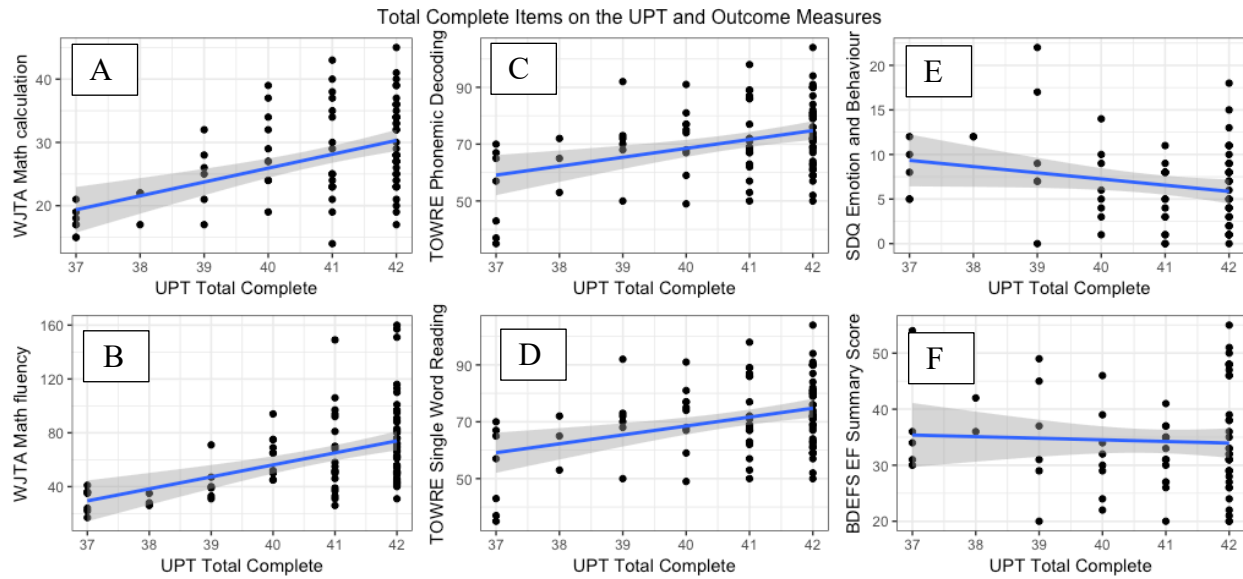 Total Complete Items on the UPT and Outcome Measures
A
WJTA Math calculation
40
30
20
37 38 39 40 41 42
UPT Total Complete
C
TOWRE Phonemic Decoding
90
70
50
37 38 39 40 41 42
UPT Total Complete
E
SDQ Emotion and Behaviour
20
15
10
5
0
37 38 39 40 41 42
UPT Total Complete
B
WJTA Math fluency
160
120
80
40
37 38 39 40 41 42
UPT Total Complete
D
TOWRE Single Word Reading
90
70
50
37 38 39 40 41 42
UPT Total Complete
F
BDEFS EF Summary Score
50
40
30
20
37 38 39 40 41 42
UPT Total Complete